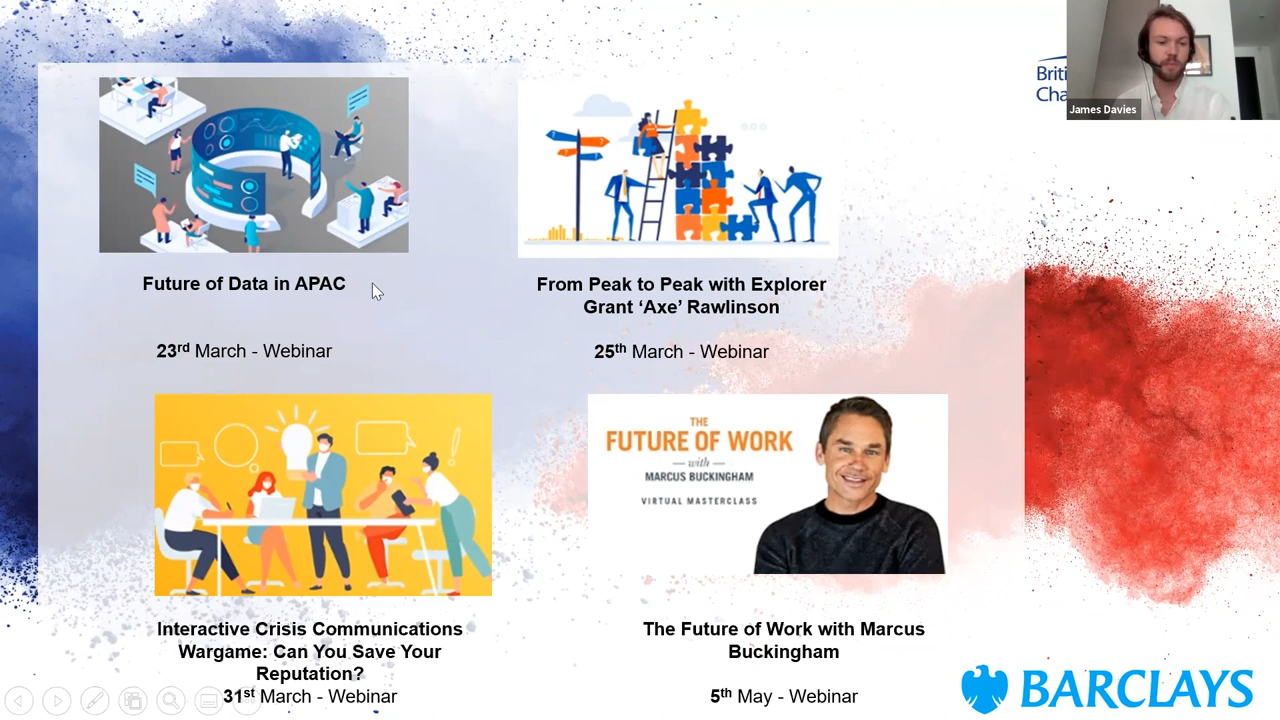 Briti
Cha
James Davies
Future of Data in APAC
23rd March - Webinar
From Peak to Peak with Explorer
Grant ‘Axe’ Rawlinson
25th March - Webinar
THE
FUTURE OF WORK
with
MARCUS BUCKINGHAM
VIRTUAL MASTERCLASS
Interactive Crisis Communications
Wargame: Can You Save Your
Reputation?
31st March - Webinar
The Future of Work with Marcus
Buckingham
5th May - Webinar
BARCLAYS